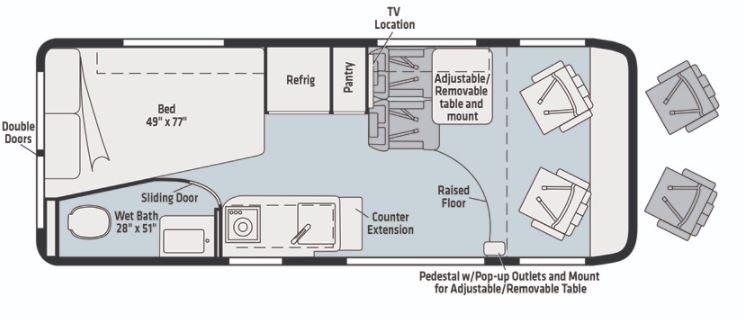 TV
Location
Refrig
Pantry
Adjustable/
Removable
table and
mount
Bed
49" x 77"
Double
Doors
Sliding Door
Raised
Floor
Wet Bath
28" x 51"
Counter
Extension
Pedestal w/Pop-up Outlets and Mount
for Adjustable/Removable Table